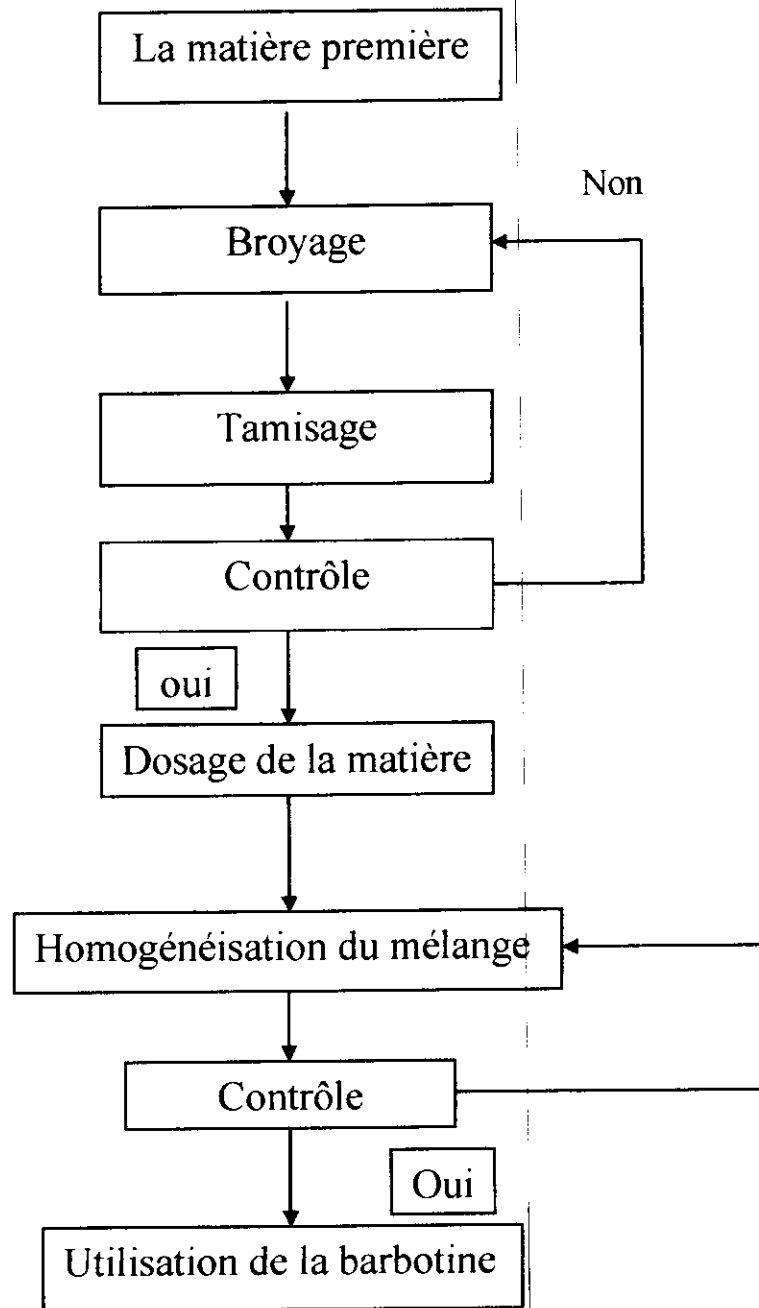 La matière première
Non
Broyage
Tamisage
Contrôle
oui
Dosage de la matière
Homogénéisation du mélange
Contrôle
Oui
Utilisation de la barbotine